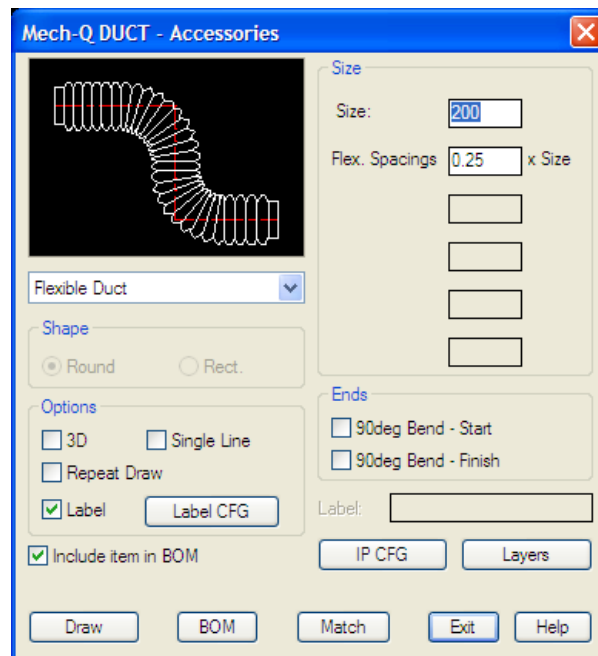 Mech-Q DUCT - Accessories
Size
Size: 200
Flex. Spacings 0.25 x Size
Flexible Duct
Shape
Round Rect.
Options
3D Single Line
Repeat Draw
Label Label CFG
Include item in BOM
Ends
90deg Bend - Start
90deg Bend - Finish
Label:
IP CFG Layers
Draw BOM Match Exit Help